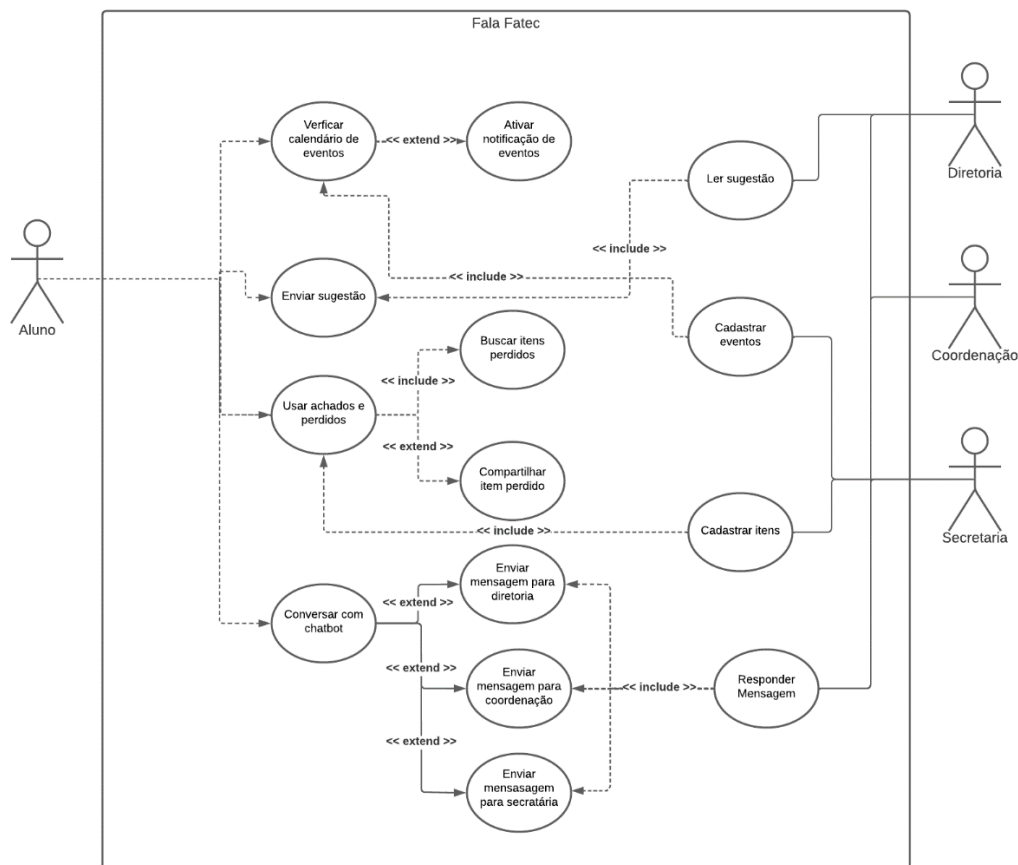 Fala Fatec
Verficar
calendário de
eventos
<< extend >>
Ativar
notificação de
eventos
Ler sugestão
Diretoria
<< include >>
<< include >>
Enviar sugestão
Aluno
Buscar itens
perdidos
Cadastrar
eventos
Coordenação
<< include >>
Usar achados e
perdidos
<< extend >>
Compartilhar
item perdido
<< include >>
Cadastrar itens
Secretaria
Enviar
mensagem para
diretoria
<< extend >>
Conversar com
chatbot
<< extend >>
Enviar
mensagem para
coordenação
<< include >>
Responder
Mensagem
<< extend >>
Enviar
mensasagem
para secratária